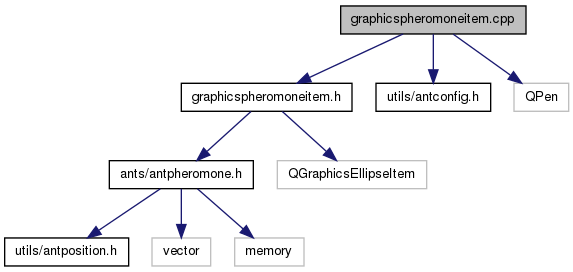 graphicspheromoneitem.cpp
graphicspheromoneitem.h
utils/antconfig.h
QPen
ants/antpheromone.h
QGraphicsEllipseItem
utils/antposition.h
vector
memory